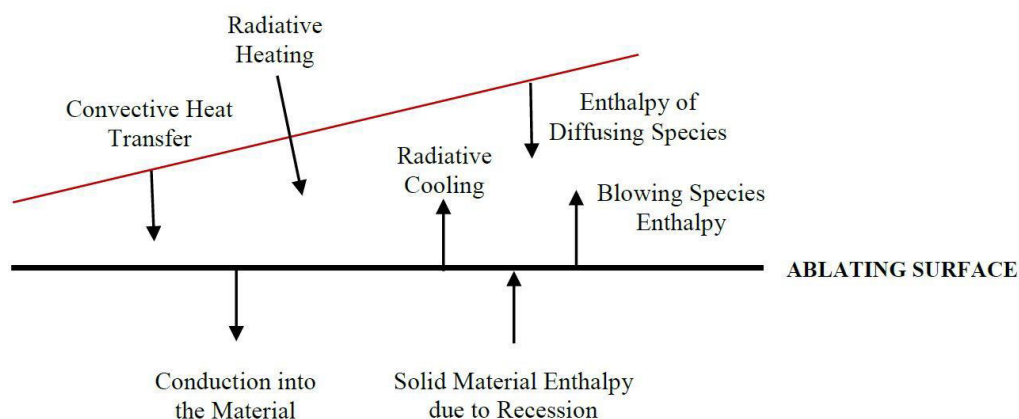 Radiative
Heating
Convective Heat
Transfer
Enthalpy of
Diffusing Species
Radiative
Cooling
Blowing Species
Enthalpy
ABLATING SURFACE
Conduction into
the Material
Solid Material Enthalpy
due to Recession